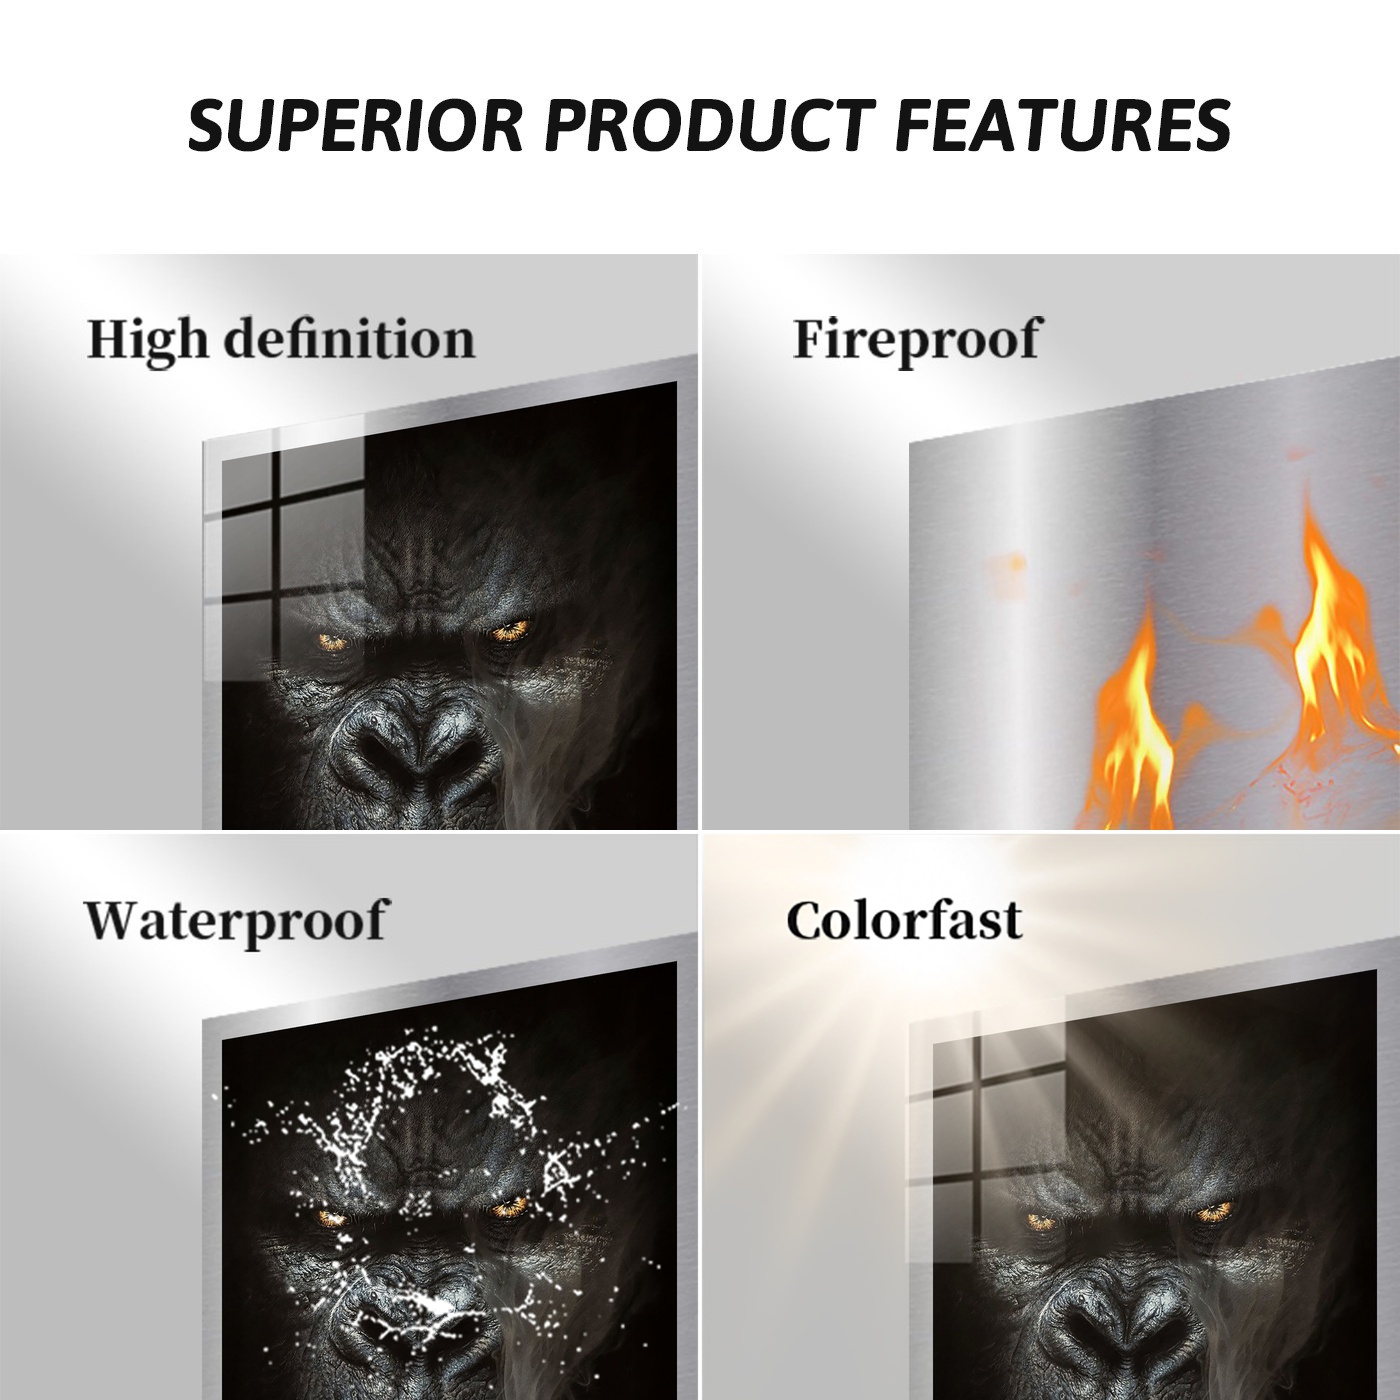 SUPERIOR PRODUCT FEATURES
High definition
Fireproof
Waterproof
Colorfast